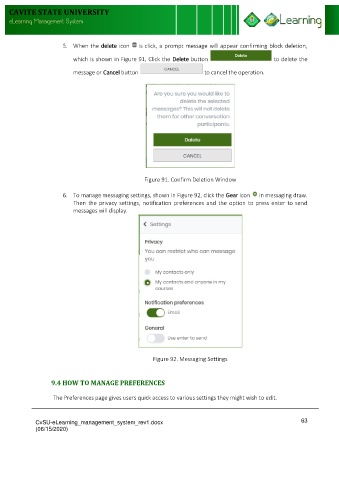 CAVITE STATE UNIVERSITY
eLearning Management System
eLearning
5. When the delete icon is click, a prompt message will appear confirming block deletion,
which is shown in Figure 91, Click the Delete button Delete to delete the
message or Cancel button CANCEL to cancel the operation.
Are you sure you would like to
delete the selected
messages? This will not delete
them for other conversation
participants.
Delete
CANCEL
Figure 91. Confirm Deletion Window
6. To manage messaging settings, shown in Figure 92, click the Gear icon in messaging draw.
Then the privacy settings, notification preferences and the option to press enter to send
messages will display.
Settings
Privacy
You can restrict who can message
you
My contacts only
My contacts and anyone in my
courses
Notification preferences
Email
General
Use enter to send
Figure 92. Messaging Settings
9.4 HOW TO MANAGE PREFERENCES
The Preferences page gives users quick access to various settings they might wish to edit.
CvSU-eLearning_management_system_rev1.docx 63
(06/15/2020)